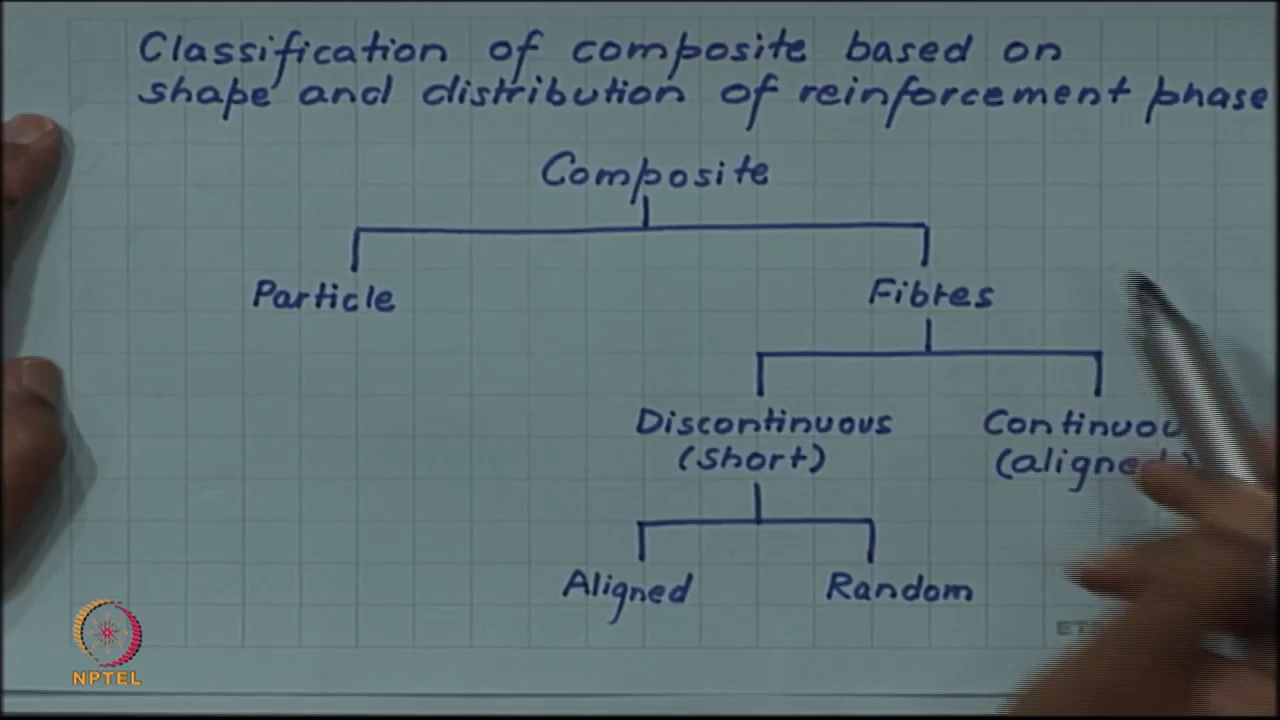 Classification of composite based on
shape and distribution of reinforcement phase
Composite
Particle
Fibres
Discontinuous
(short)
Aligned
Random
NPTEL